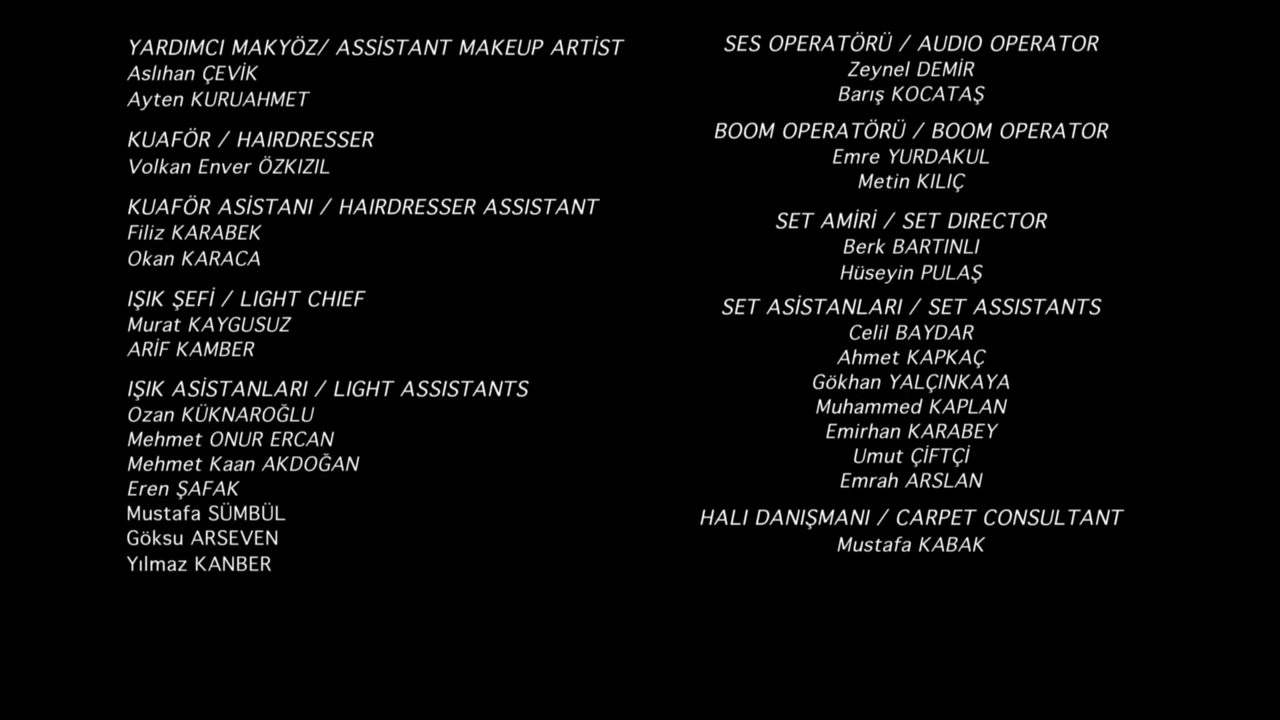 YARDIMCI MAKYÖZ/ ASSİSTANT MAKEUP ARTİST
Aslıhan ÇEVİK
Ayten KURUAHMET
KUAFÖR / HAIRDRESSER
Volkan Enver ÖZKIZIL
KUAFÖR ASİSTANI / HAIRDRESSER ASSISTANT
Filiz KARABEK
Okan KARACA
IŞIK ŞEFİ / LIGHT CHIEF
Murat KAYGUSUZ
ARİF KAMBER
IŞIK ASİSTANLARI / LIGHT ASSISTANTS
Ozan KÜKNAROĞLU
Mehmet ONUR ERCAN
Mehmet Kaan AKDOĞAN
Eren ŞAFAK
Mustafa SÜMBÜL
Göksu ARSEVEN
Yılmaz KANBER
SES OPERATÖRÜ / AUDIO OPERATOR
Zeynel DEMİR
Barış KOCATAŞ
BOOM OPERATÖRÜ / BOOM OPERATOR
Emre YURDAKUL
Metin KILIÇ
SET AMİRİ / SET DIRECTOR
Berk BARTINLI
Hüseyin PULAŞ
SET ASİSTANLARI / SET ASSISTANTS
Celil BAYDAR
Ahmet KAPKAÇ
Gökhan YALÇINKAYA
Muhammed KAPLAN
Emirhan KARABEY
Umut ÇİFTÇİ
Emrah ARSLAN
HALI DANIŞMANI / CARPET CONSULTANT
Mustafa KABAK